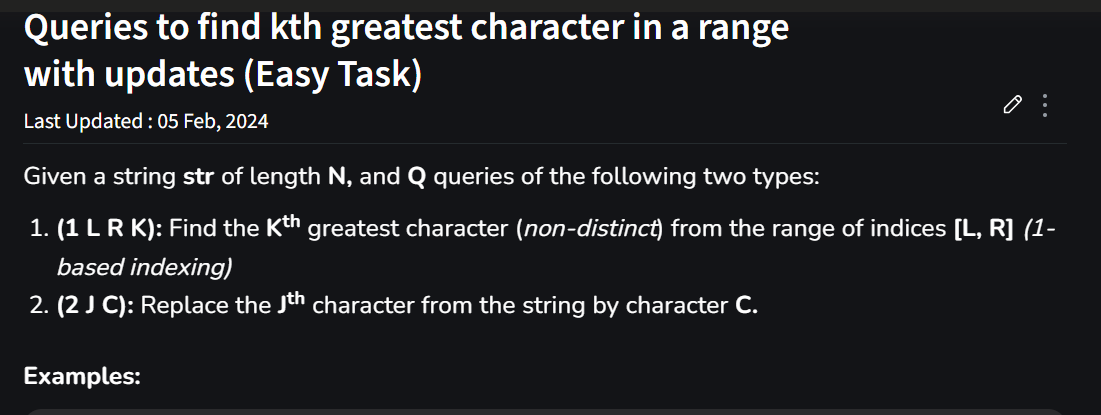 Queries to find kth greatest character in a range
with updates (Easy Task)
Last Updated : 05 Feb, 2024
Given a string str of length N, and Q queries of the following two types:
1. (1 L R K): Find the Kth greatest character (non-distinct) from the range of indices [L, R] (1-
based indexing)
2. (2 J C): Replace the Jth character from the string by character C.
Examples: